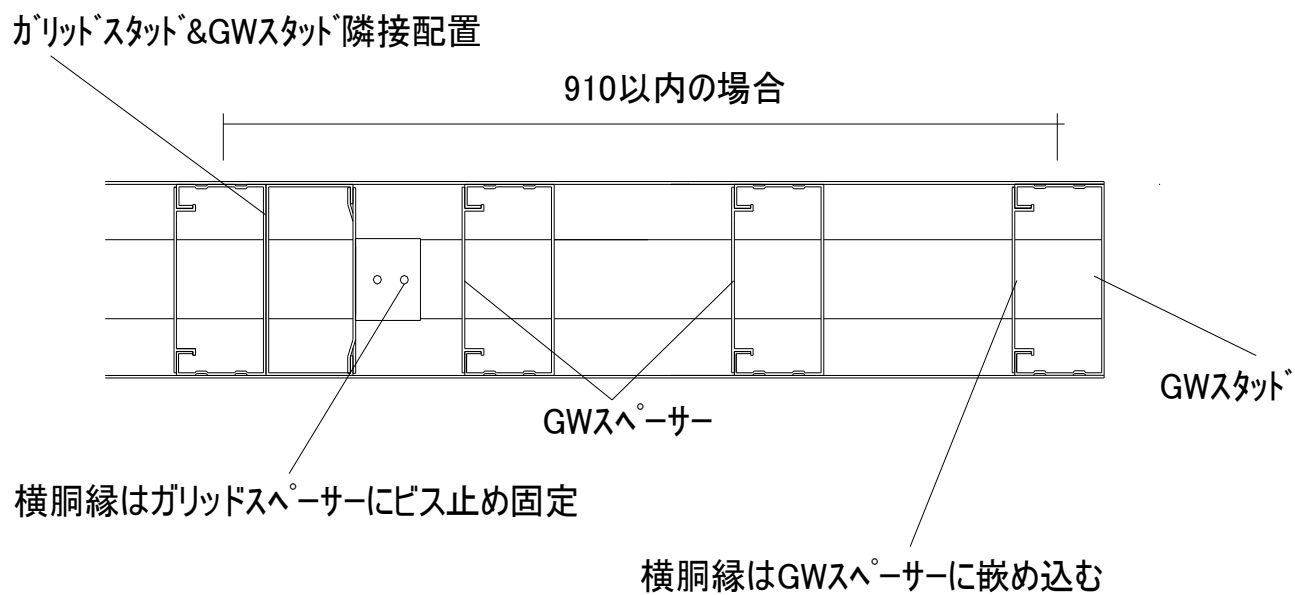 ｶﾞﾘｯﾄﾞｽﾀｯﾄﾞ&GWｽﾀｯﾄﾞ隣接配置
910以内の場合
GWｽﾀｯﾄﾞ
GWｽﾍﾟｰｻｰ
横胴縁はガリッドｽﾍﾟｰｻｰにビス止め固定
横胴縁はGWｽﾍﾟｰｻｰに嵌め込む